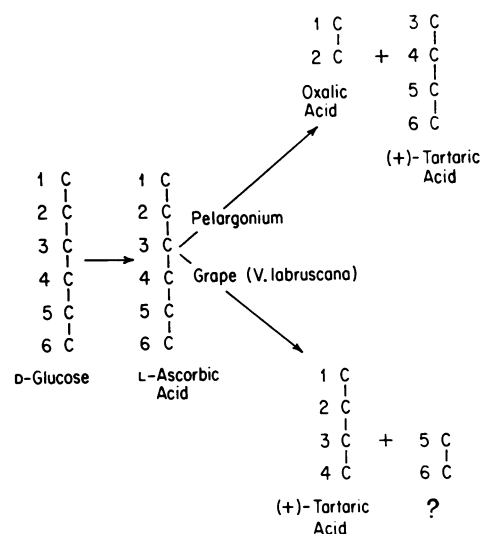 1 C
2 C
Oxalic
Acid
+
3 C
4 C
5 C
6 C
(+)-Tartaric
Acid
1 C
2 C
3 C
4 C
5 C
6 C
D-Glucose
1 C
2 C
3 C
4 C
5 C
6 C
L-Ascorbic
Acid
Pelargonium
Grape (V. labruscana)
1 C
2 C
3 C
4 C
(+)-Tartaric
Acid
+
5 C
6 C
?